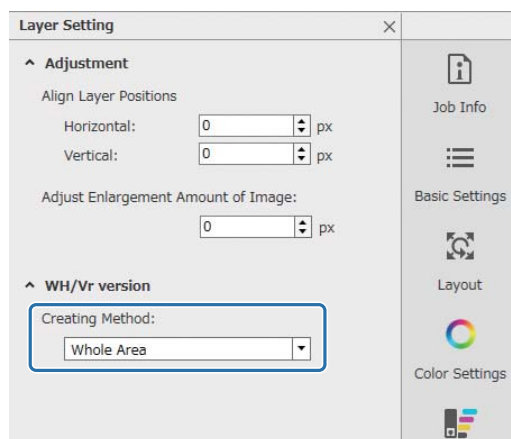 Layer Setting
Adjustment
Align Layer Positions
Horizontal: 0 px
Vertical: 0 px
Adjust Enlargement Amount of Image:
0 px
WH/Vr version
Creating Method:
Whole Area
Job Info
Basic Settings
Layout
Color Settings